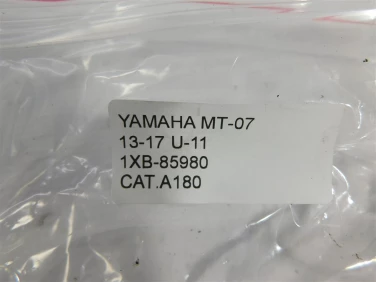 YAMAHA MT-07
13-17 U-11
1XB-85980
CAT.A180